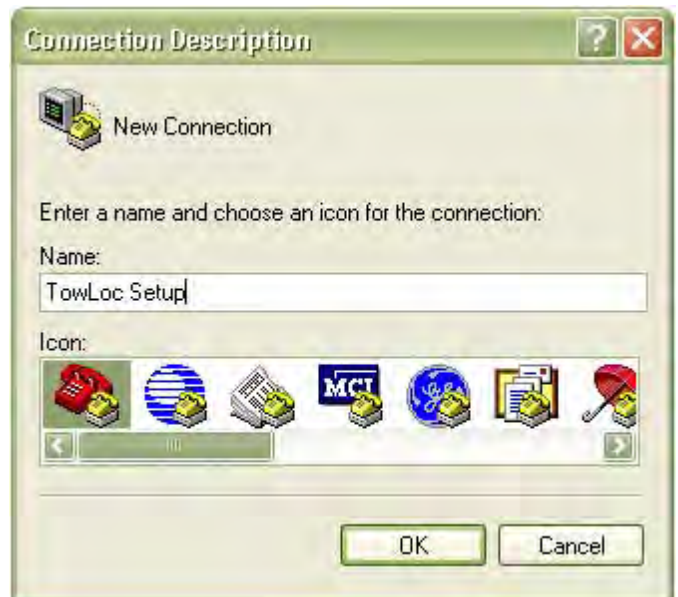 Connection Description
New Connection
Enter a name and choose an icon for the connection:
Name:
TowLoc Setup
Icon:
MCI
OK
Cancel